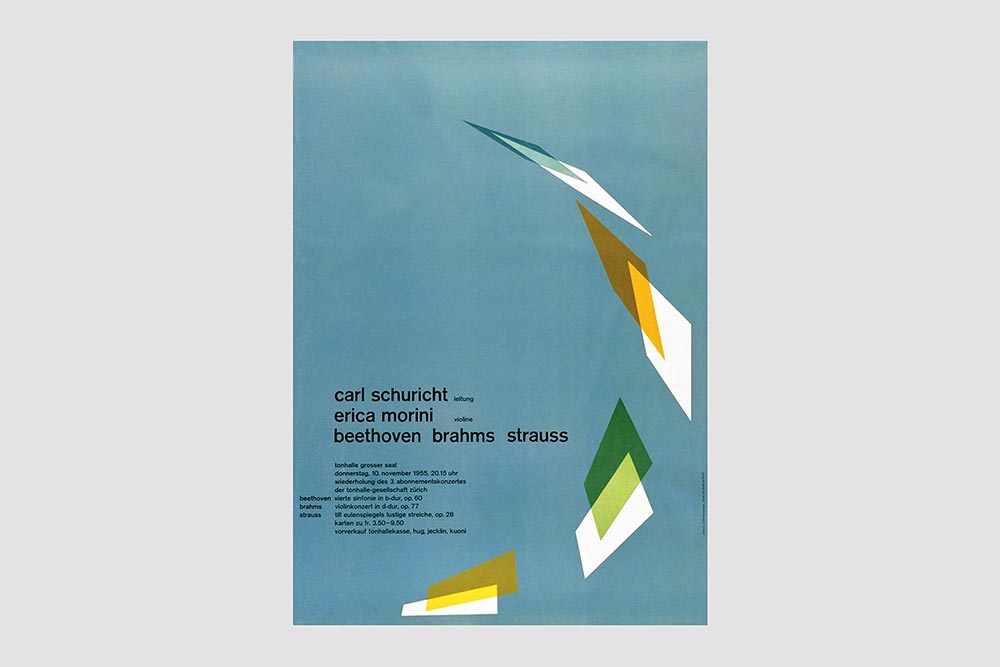 carl schuricht leitung
erica morini violine
beethoven brahms strauss
tonhalle grosser saal
donnerstag, 10. november 1955, 20.15 uhr
wiederholung des 3. abonnementskonzertes
der tonhalle-gesellschaft zürich
beethoven vierte sinfonie in b-dur, op. 60
brahms violinkonzert in d-dur, op. 77
strauss till eulenspiegels lustige streiche, op. 28
karten zu fr. 3.50–9.50
vorverkauf tonhallekasse, hug, jecklin, kuoni